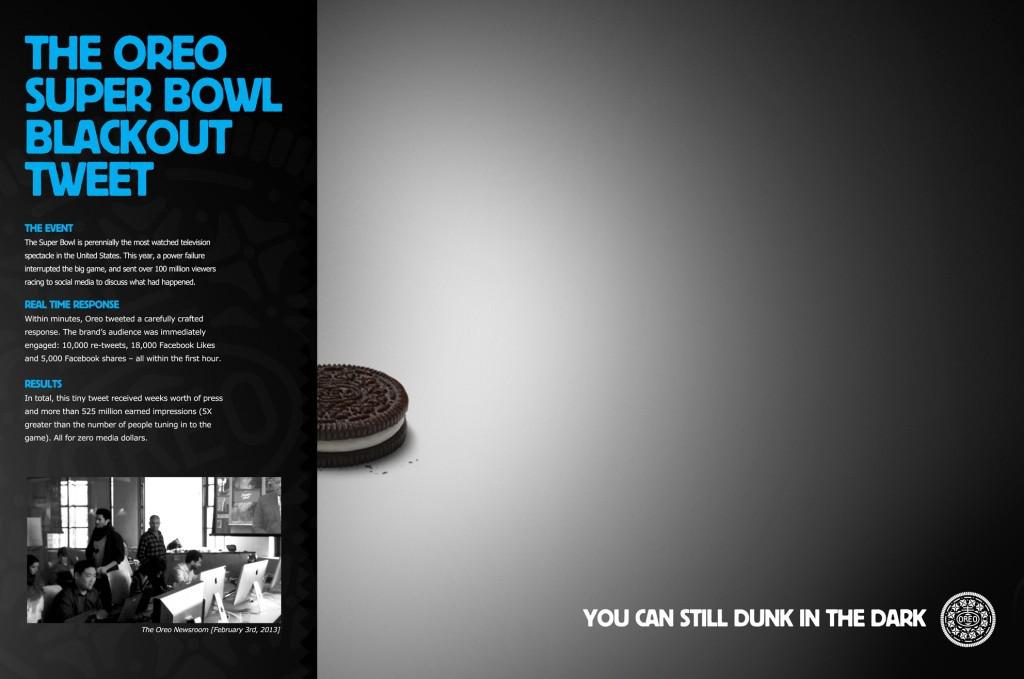 THE OREO
SUPER BOWL
BLACKOUT
TWEET
THE EVENT
The Super Bowl is perennially the most watched television
spectacle in the United States. This year, a power failure
interrupted the big game, and sent over 100 million viewers
racing to social media to discuss what had happened.
REAL TIME RESPONSE
Within minutes, Oreo tweeted a carefully crafted
response. The brand's audience was immediately
engaged: 10,000 re-tweets, 18,000 Facebook Likes
and 5,000 Facebook shares – all within the first hour.
RESULTS
In total, this tiny tweet received weeks worth of press
and more than 525 million earned impressions (5X
greater than the number of people tuning in to the
game). All for zero media dollars.
The Oreo Newsroom [February 3rd, 2013]
YOU CAN STILL DUNK IN THE DARK
OREO